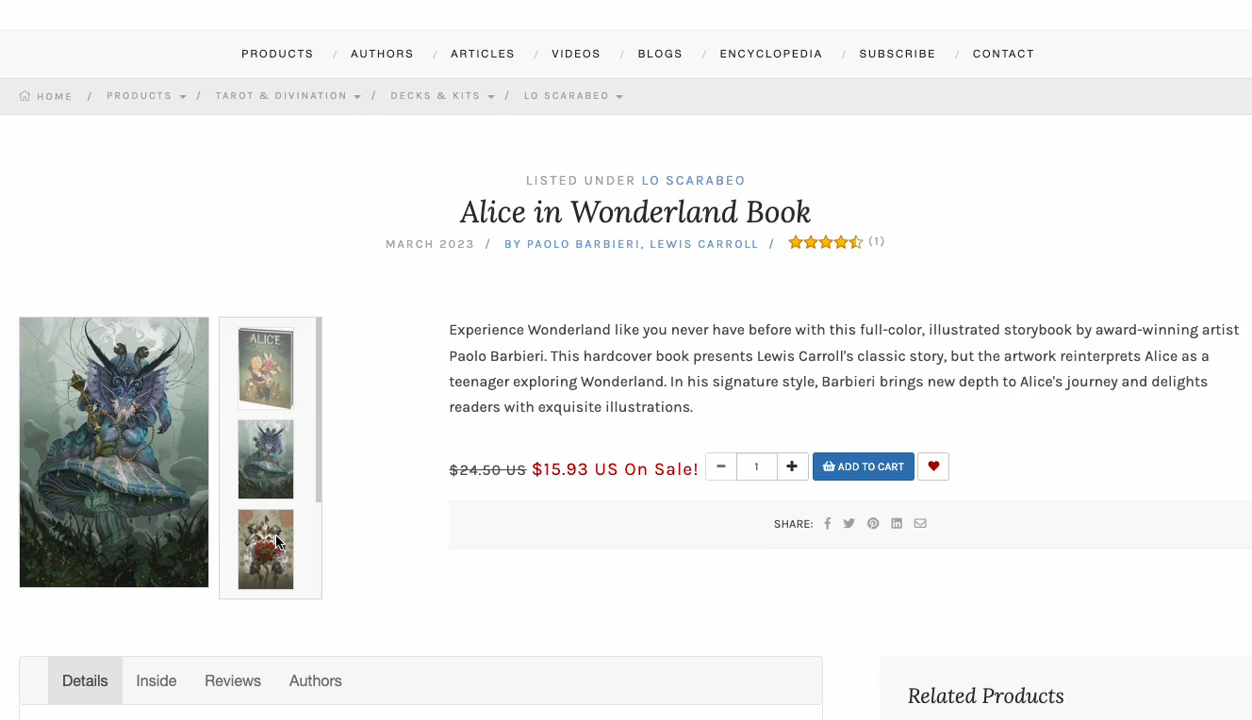 PRODUCTS / AUTHORS / ARTICLES / VIDEOS / BLOGS / ENCYCLOPEDIA / SUBSCRIBE / CONTACT
HOME / PRODUCTS / TAROT & DIVINATION / DECKS & KITS / LO SCARABEO
LISTED UNDER LO SCARABEO
Alice in Wonderland Book
MARCH 2023 / BY PAOLO BARBIERI, LEWIS CARROLL / (1)
ALICE
Experience Wonderland like you never have before with this full-color, illustrated storybook by award-winning artist
Paolo Barbieri. This hardcover book presents Lewis Carroll's classic story, but the artwork reinterprets Alice as a
teenager exploring Wonderland. In his signature style, Barbieri brings new depth to Alice's journey and delights
readers with exquisite illustrations.
$24.50 US $15.93 US On Sale! 1 ADD TO CART
SHARE:
Details Inside Reviews Authors
Related Products